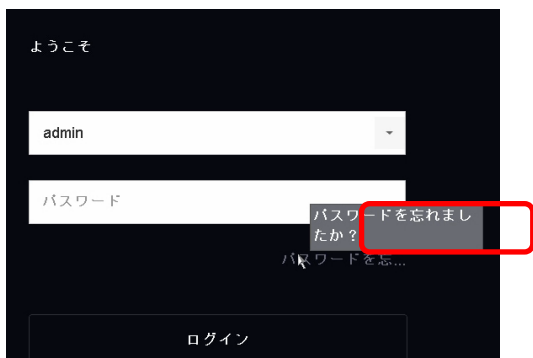 ようこそ
admin
パスワード
パスワードを忘れまし
たか？
パスワードを忘...
ログイン